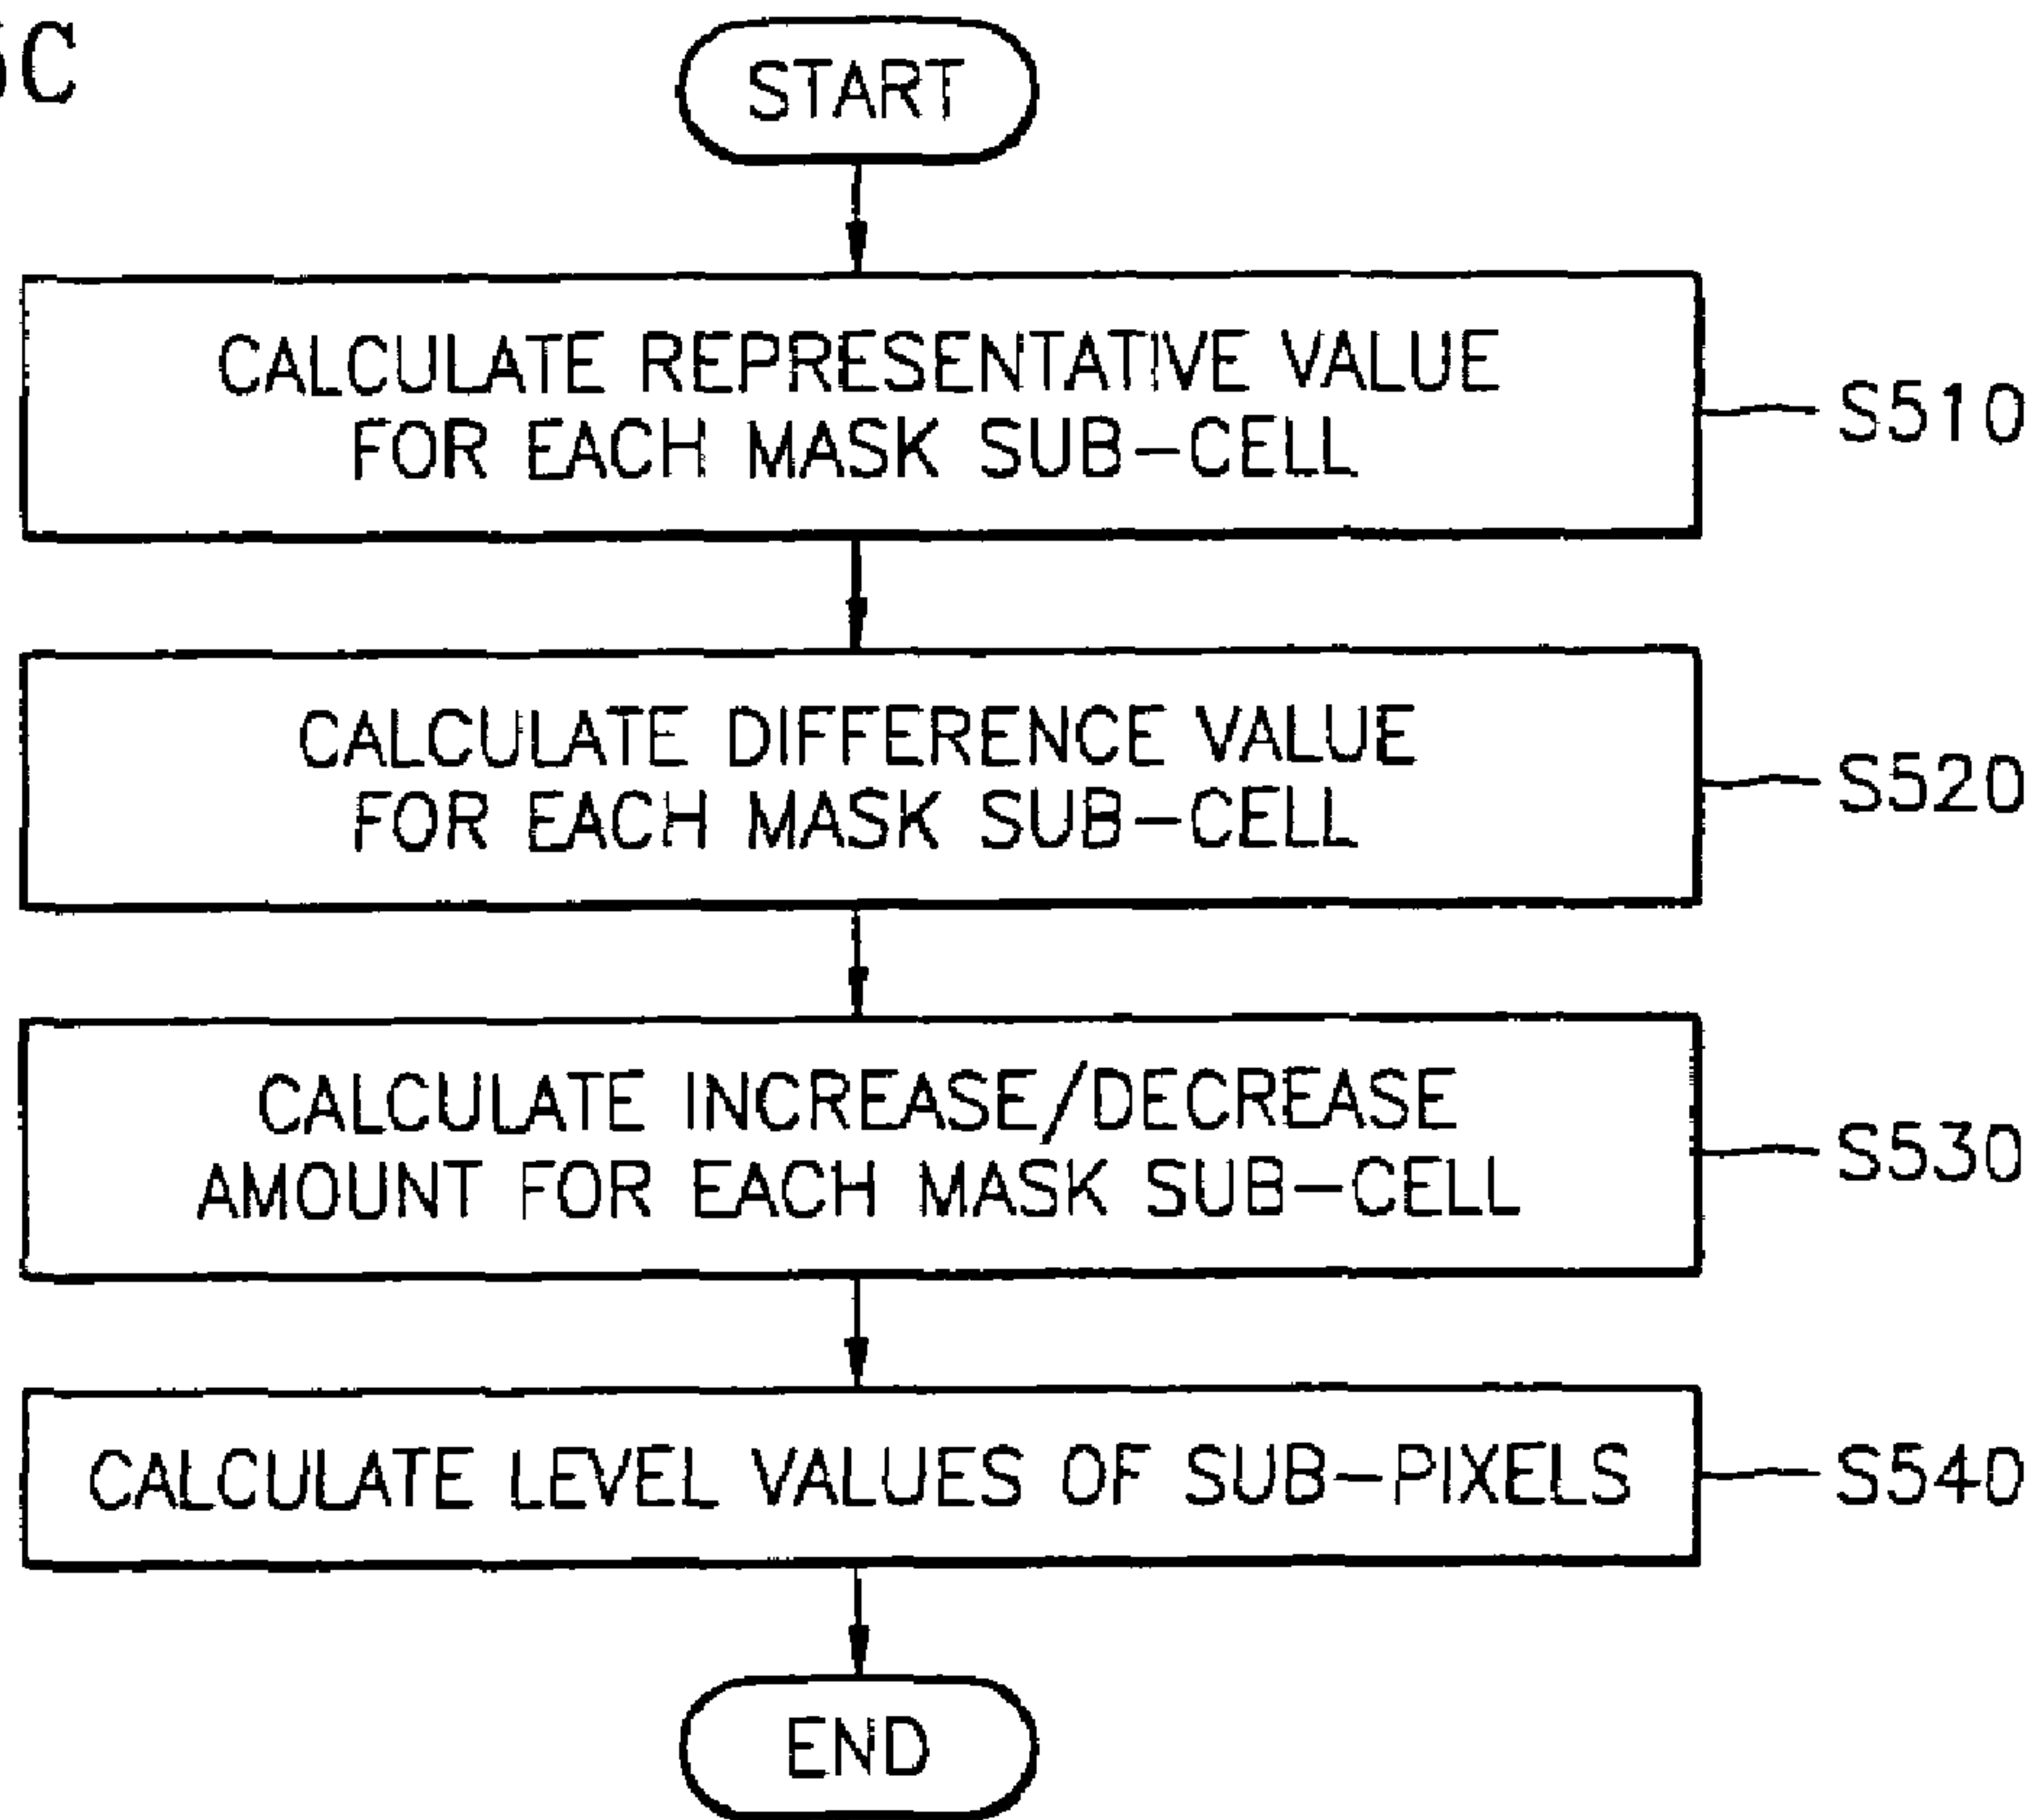 C
START
CALCULATE REPRESENTATIVE VALUE
FOR EACH MASK SUB-CELL
S510
CALCULATE DIFFERENCE VALUE
FOR EACH MASK SUB-CELL
S520
CALCULATE INCREASE/DECREASE
AMOUNT FOR EACH MASK SUB-CELL
S530
CALCULATE LEVEL VALUES OF SUB-PIXELS
S540
END